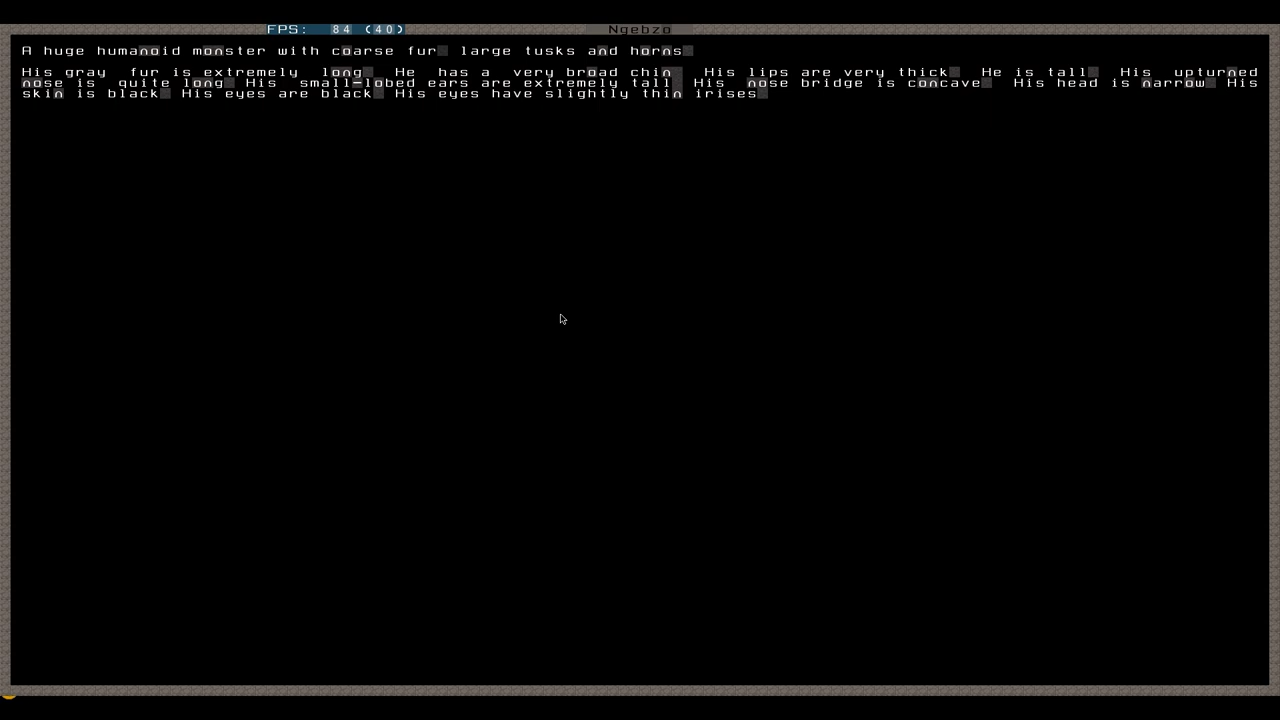 FPS: 84 (40) Ngebzo
A huge humanoid monster with coarse fur large tusks and horns
His gray fur is extremely long He has a very broad chin His lips are very thick He is tall His upturned
nose is quite long His small-lobed ears are extremely tall His nose bridge is concave His head is narrow His
skin is black His eyes are black His eyes have slightly thin irises